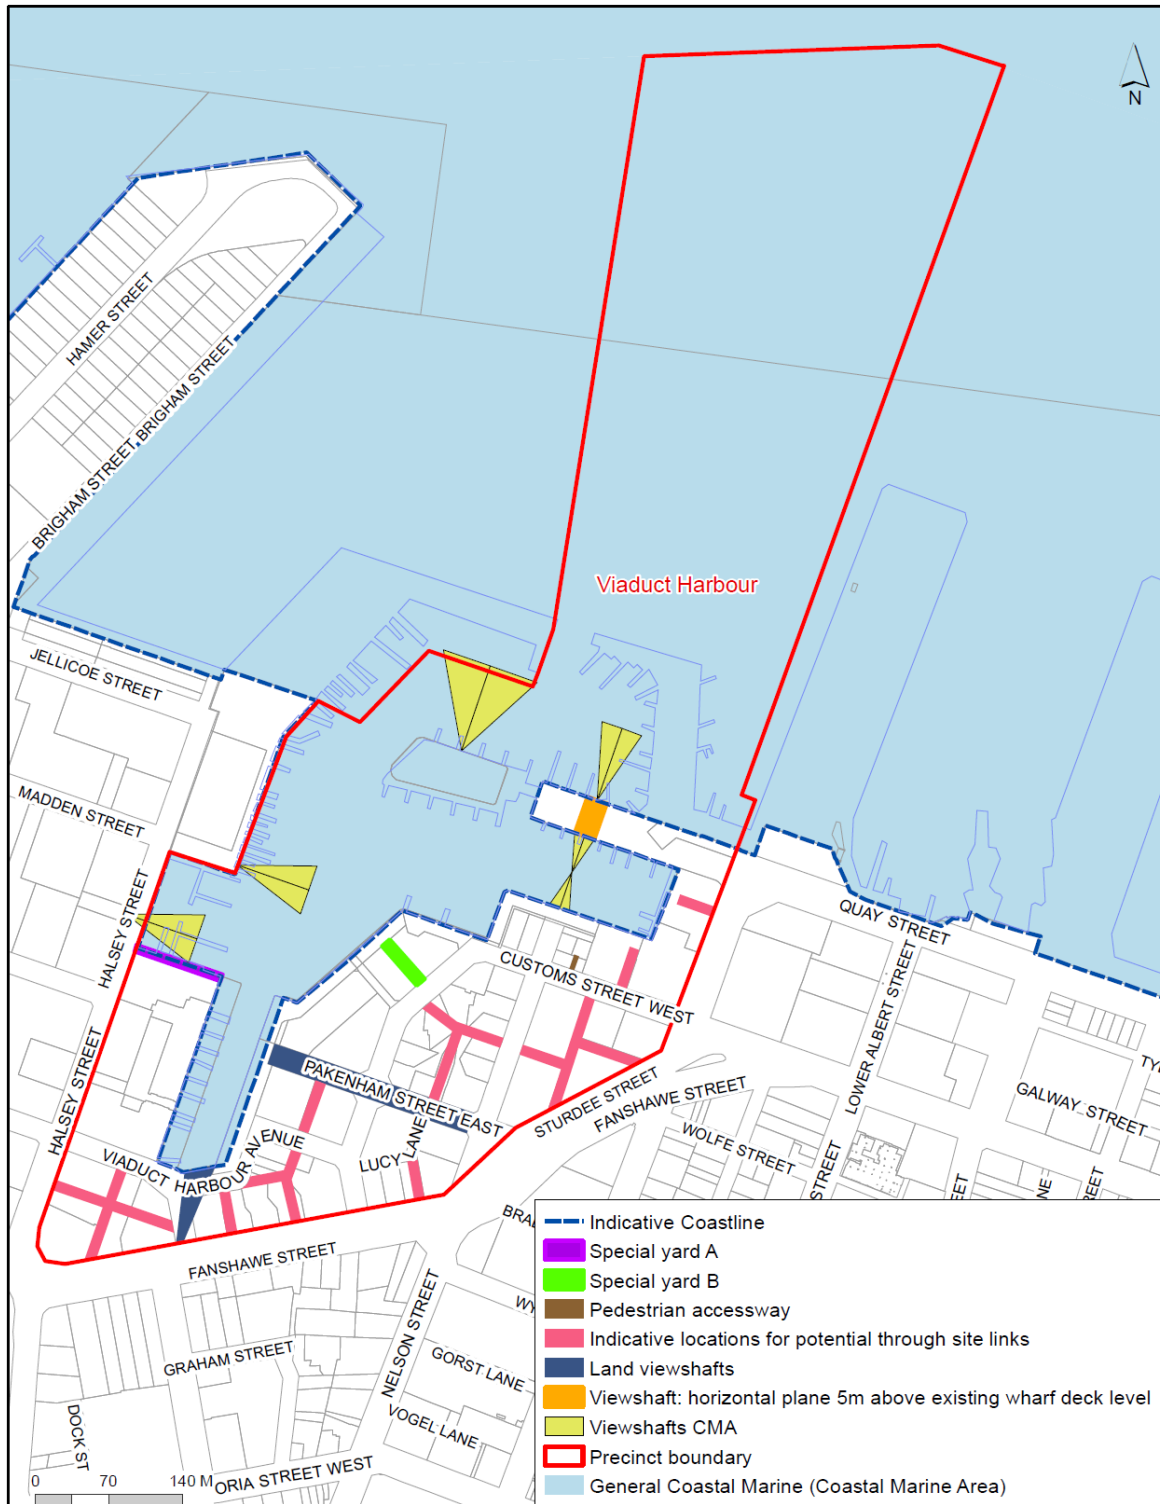 N
HAMER STREET
BRIGHAM STREET
BRIGHAM STREET
Viaduct Harbour
JELLICOE STREET
MADDEN STREET
HALSEY STREET
QUAY STREET
CUSTOMS STREET WEST
LOWER ALBERT STREET
HALSEY STREET
PAKENHAM STREET EAST
STURDEE STREET
FANSHAWE STREET
GALWAY STREET
WOLFE STREET
LUCY LANE
VIADUCT HARBOUR AVENUE
STREET
STREET
FANSHAWE STREET
NELSON STREET
GRAHAM STREET
GORST LANE
VOGEL LANE
DOCK ST
ORIA STREET WEST
0 70 140 M
Indicative Coastline
Special yard A
Special yard B
Pedestrian accessway
Indicative locations for potential through site links
Land viewshafts
Viewshaft: horizontal plane 5m above existing wharf deck level
Viewshafts CMA
Precinct boundary
General Coastal Marine (Coastal Marine Area)